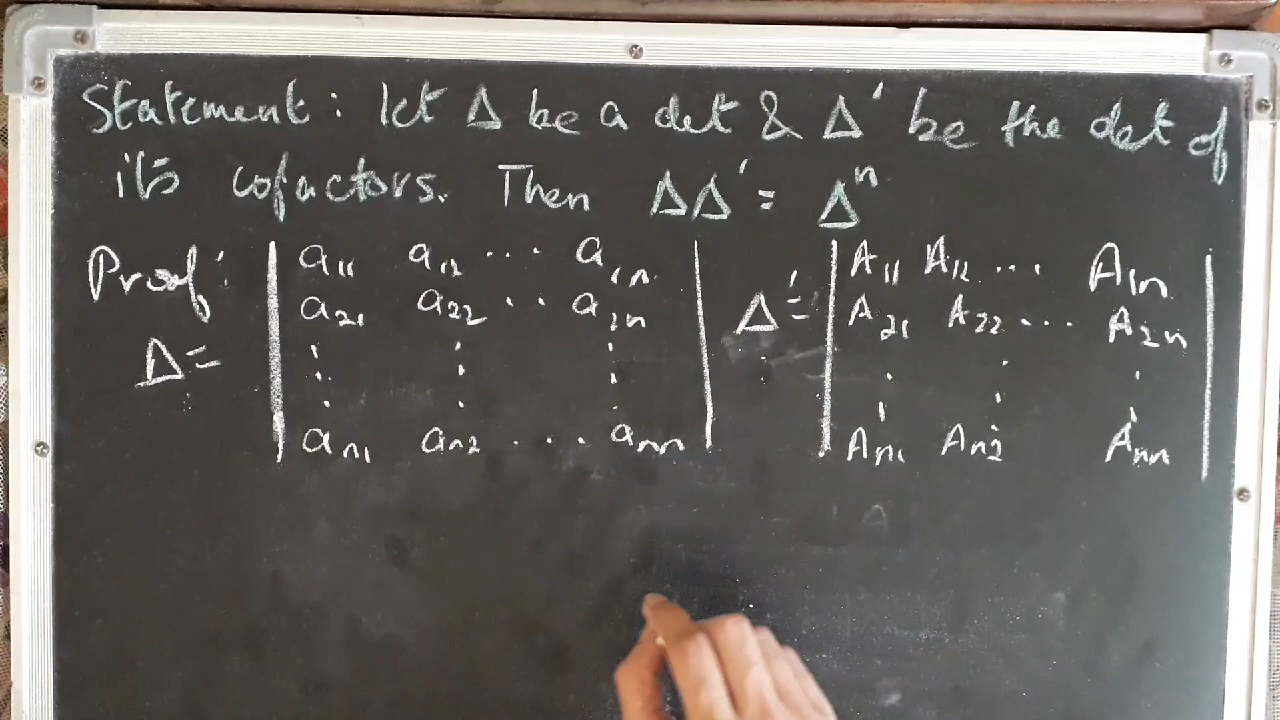 Statement: let Δ be a det & Δ' be the det of
its cofactors. Then ΔΔ' = Δⁿ
Proof:
Δ = | a₁₁ a₁₂ ... a₁ₙ |
| a₂₁ a₂₂ ... a₂ₙ |
| ⋮ ⋮ ⋮ |
| aₙ₁ aₙ₂ ... aₙₙ |
Δ' = | A₁₁ A₁₂ ... A₁ₙ |
| A₂₁ A₂₂ ... A₂ₙ |
| ⋮ ⋮ ⋮ |
| Aₙ₁ Aₙ₂ Aₙₙ |